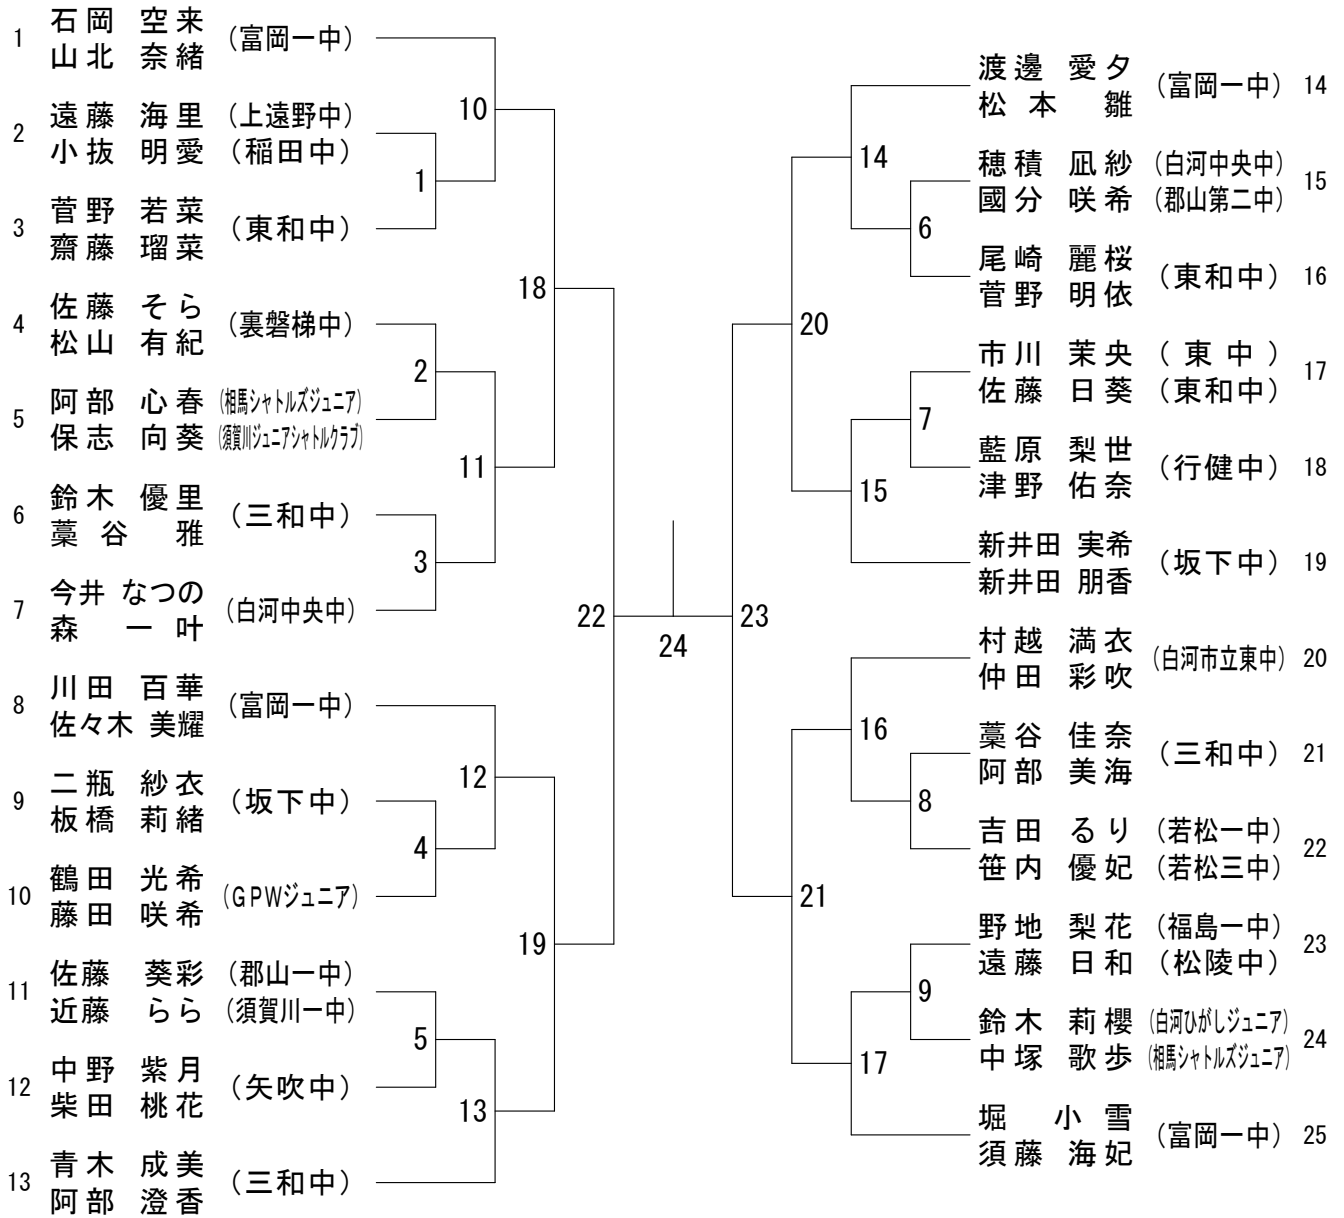 1 石岡 空来 (富岡一中)
山北 奈緒
2 遠藤 海里 (上遠野中)
小抜 明愛 (稲田中)
3 菅野 若菜 (東和中)
齋藤 瑠菜
4 佐藤 そら (裏磐梯中)
松山 有紀
5 阿部 心春 (相馬シャトルズジュニア)
保志 向葵 (須賀川ジュニアシャトルクラブ)
6 鈴木 優里 (三和中)
藁谷 雅
7 今井 なつの (白河中央中)
森 一叶
8 川田 百華 (富岡一中)
佐々木 美耀
9 二瓶 紗衣 (坂下中)
板橋 莉緒
10 鶴田 光希 (GPWジュニア)
藤田 咲希
11 佐藤 葵彩 (郡山一中)
近藤 らら (須賀川一中)
12 中野 紫月 (矢吹中)
柴田 桃花
13 青木 成美 (三和中)
阿部 澄香
10
1
18
2
11
3
22
12
4
19
5
13
24
23
14
6
20
7
15
16
8
21
9
17
渡邊 愛夕 (富岡一中) 14
松本 雛
穂積 凪紗 (白河中央中) 15
國分 咲希 (郡山第二中)
尾崎 麗桜 (東和中) 16
菅野 明依
市川 茉央 (東中) 17
佐藤 日葵 (東和中)
藍原 梨世 (行健中) 18
津野 佑奈
新井田 実希 (坂下中) 19
新井田 朋香
村越 満衣 (白河市立東中) 20
仲田 彩吹
藁谷 佳奈 (三和中) 21
阿部 美海
吉田 るり (若松一中) 22
笹内 優妃 (若松三中)
野地 梨花 (福島一中) 23
遠藤 日和 (松陵中)
鈴木 莉櫻 (白河ひがしジュニア) 24
中塚 歌歩 (相馬シャトルズジュニア)
堀 小雪 (富岡一中) 25
須藤 海妃